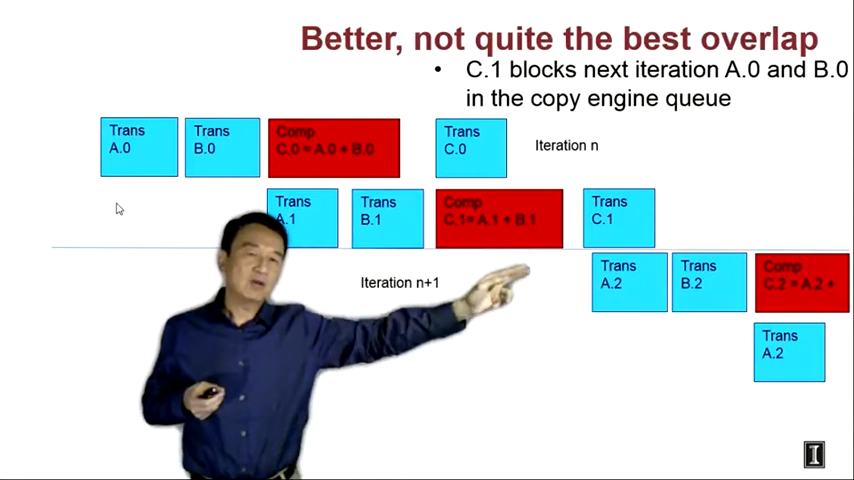 Better, not quite the best overlap
• C.1 blocks next iteration A.0 and B.0
in the copy engine queue
Trans
A.0
Trans
B.0
Comp
C.0 = A.0 + B.0
Trans
C.0
Iteration n
Trans
A.1
Trans
B.1
Comp
C.1= A.1 + B.1
Trans
C.1
Iteration n+1
Trans
A.2
Trans
B.2
Comp
C.2 = A.2 +
Trans
A.2
I